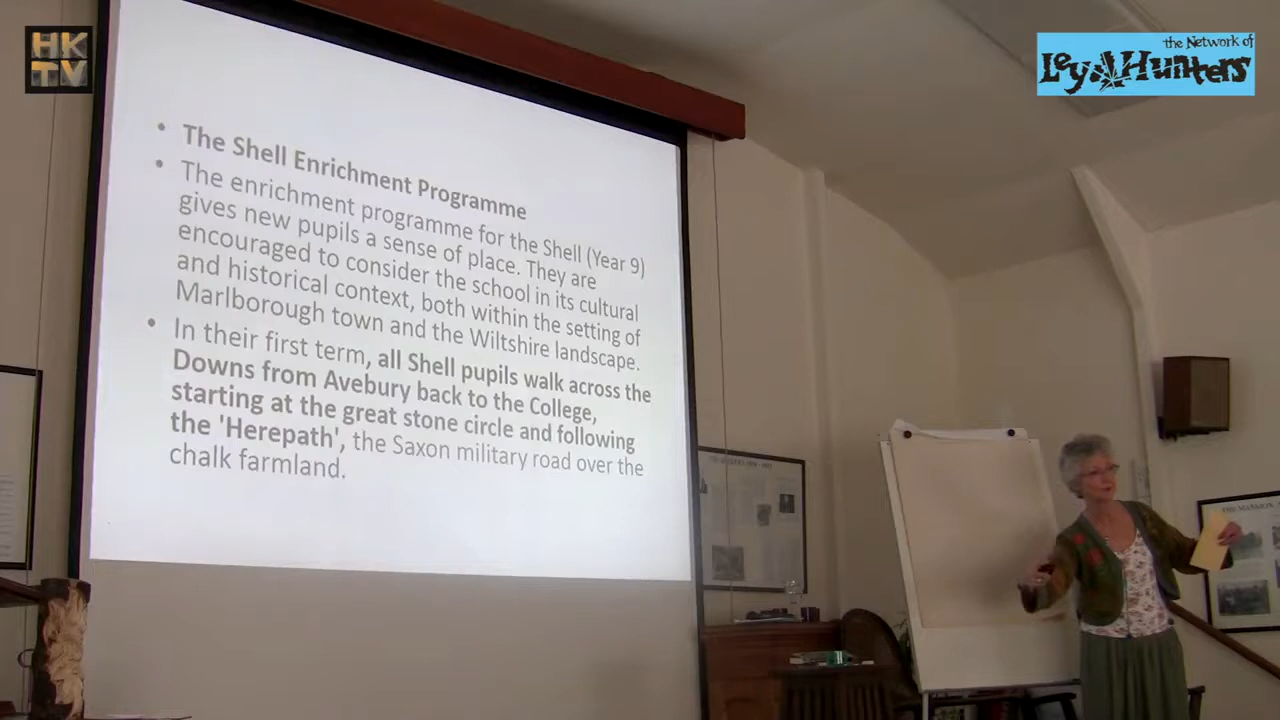 HK
TV
the Network of
Ley Hunters
• The Shell Enrichment Programme
• The enrichment programme for the Shell (Year 9)
gives new pupils a sense of place. They are
encouraged to consider the school in its cultural
and historical context, both within the setting of
Marlborough town and the Wiltshire landscape.
• In their first term, all Shell pupils walk across the
Downs from Avebury back to the College,
starting at the great stone circle and following
the 'Herepath', the Saxon military road over the
chalk farmland.
THE MANSION